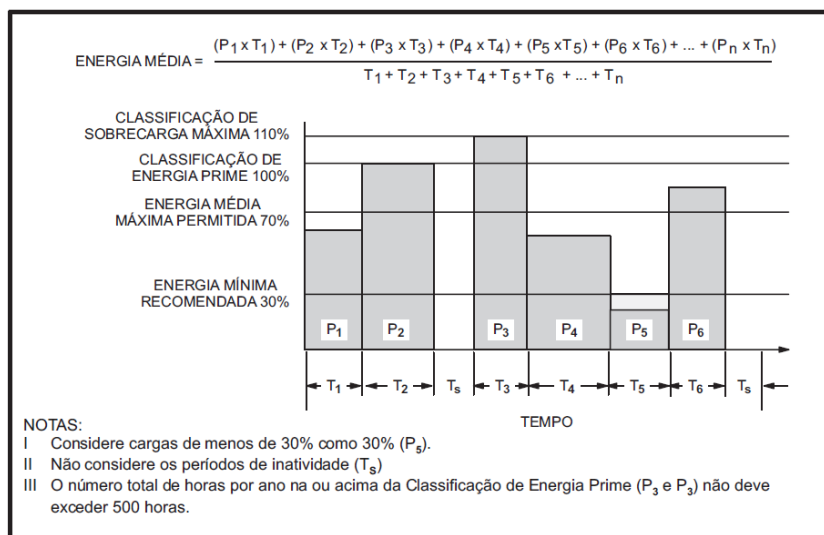 ENERGIA MÉDIA = (P1 x T1) + (P2 x T2) + (P3 x T3) + (P4 x T4) + (P5 xT5) + (P6 x T6) + ... + (Pn x Tn)
T1 + T2 + T3 + T4 + T5 + T6 + ... + Tn
CLASSIFICAÇÃO DE
SOBRECARGA MÁXIMA 110%
CLASSIFICAÇÃO DE
ENERGIA PRIME 100%
ENERGIA MÉDIA
MÁXIMA PERMITIDA 70%
ENERGIA MÍNIMA
RECOMENDADA 30%
P1 P2 P3 P4 P5 P6
T1 T2 Ts T3 T4 T5 T6 Ts
TEMPO
NOTAS:
I Considere cargas de menos de 30% como 30% (P5).
II Não considere os períodos de inatividade (Ts)
III O número total de horas por ano na ou acima da Classificação de Energia Prime (P3 e P3) não deve
exceder 500 horas.